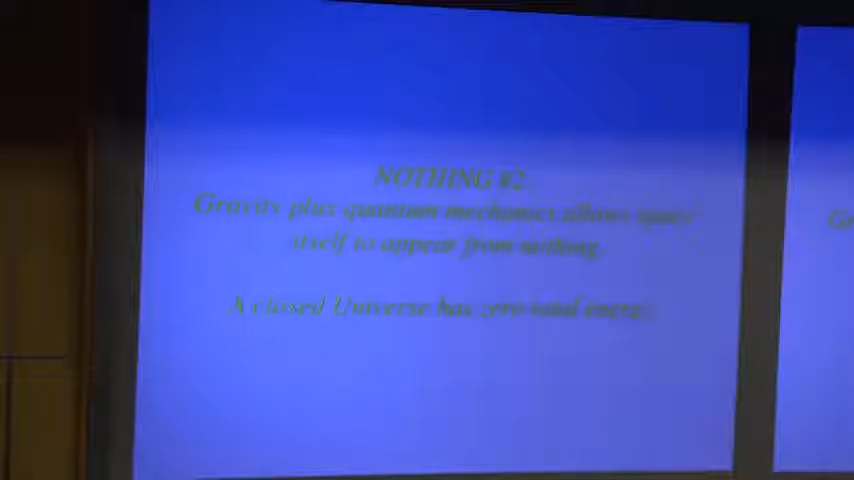 NOTHING #2
Gravity plus quantum mechanics allows space
itself to appear from nothing.
A closed Universe has zero total energy.